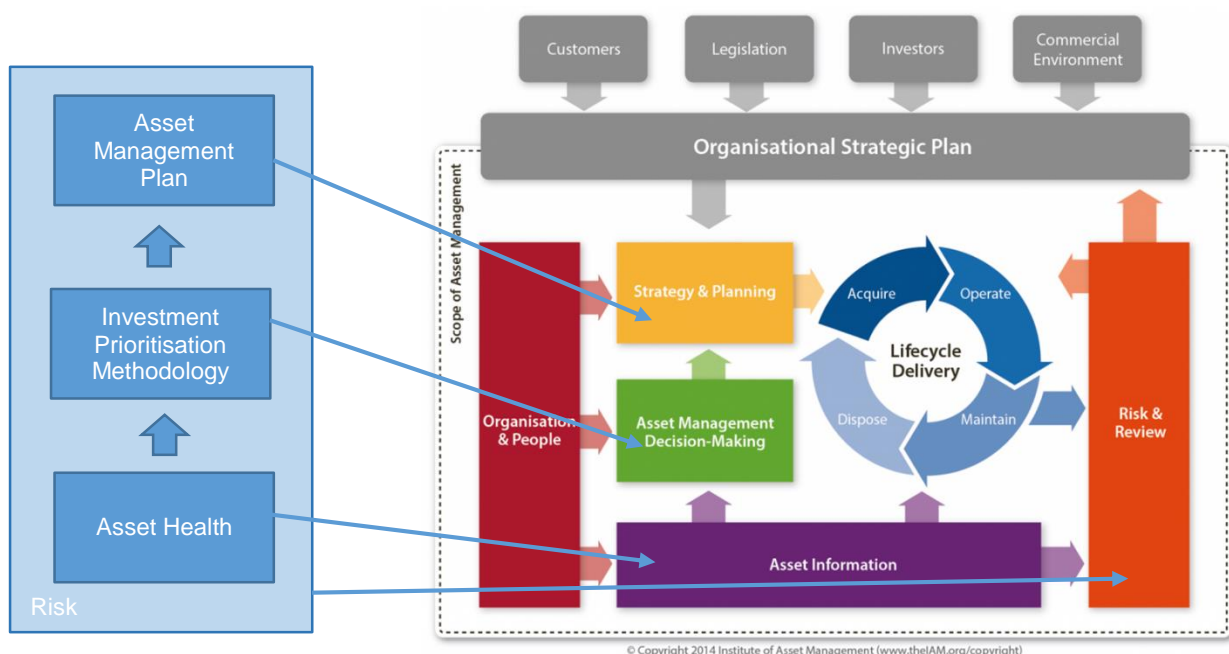 Asset
Management
Plan
Investment
Prioritisation
Methodology
Asset Health
Risk
Customers
Legislation
Investors
Commercial
Environment
Organisational Strategic Plan
Scope of Asset Management
Organisation
& People
Strategy & Planning
Asset Management
Decision-Making
Acquire
Operate
Lifecycle
Delivery
Dispose
Maintain
Risk &
Review
Asset Information
© Copyright 2014 Institute of Asset Management (www.theIAM.org/copyright)